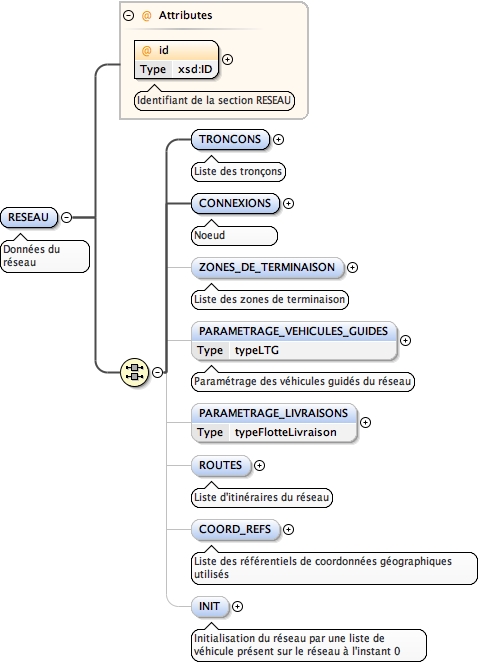 Attributes
@ id
Type xsd:ID
Identifiant de la section RESEAU
TRONCONS
Liste des tronçons
CONNEXIONS
Noeud
RESEAU
Données du
réseau
ZONES_DE_TERMINAISON
Liste des zones de terminaison
PARAMETRAGE_VEHICULES_GUIDES
Type typeLTG
Paramétrage des véhicules guidés du réseau
PARAMETRAGE_LIVRAISONS
Type typeFlotteLivraison
ROUTES
Liste d'itinéraires du réseau
COORD_REFS
Liste des référentiels de coordonnées géographiques
utilisés
INIT
Initialisation du réseau par une liste de
véhicule présent sur le réseau à l'instant 0